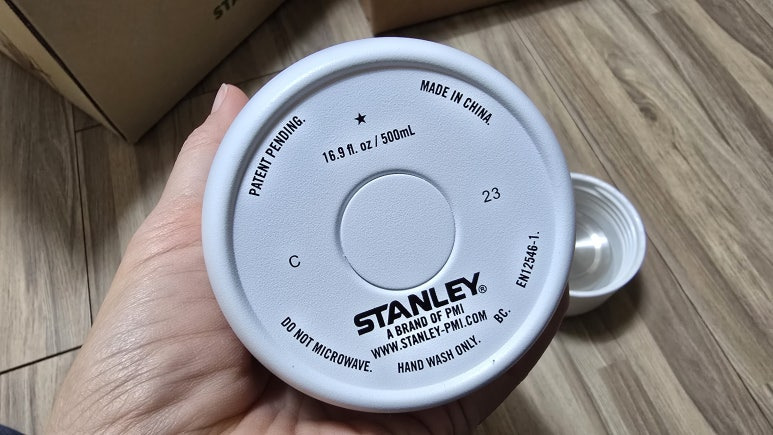 PATENT PENDING.
MADE IN CHINA.
16.9 fl. oz / 500mL
23
C
EN12546-1.
STANLEY®
A BRAND OF PMI
WWW.STANLEY-PMI.COM
DO NOT MICROWAVE.
HAND WASH ONLY.
BC.